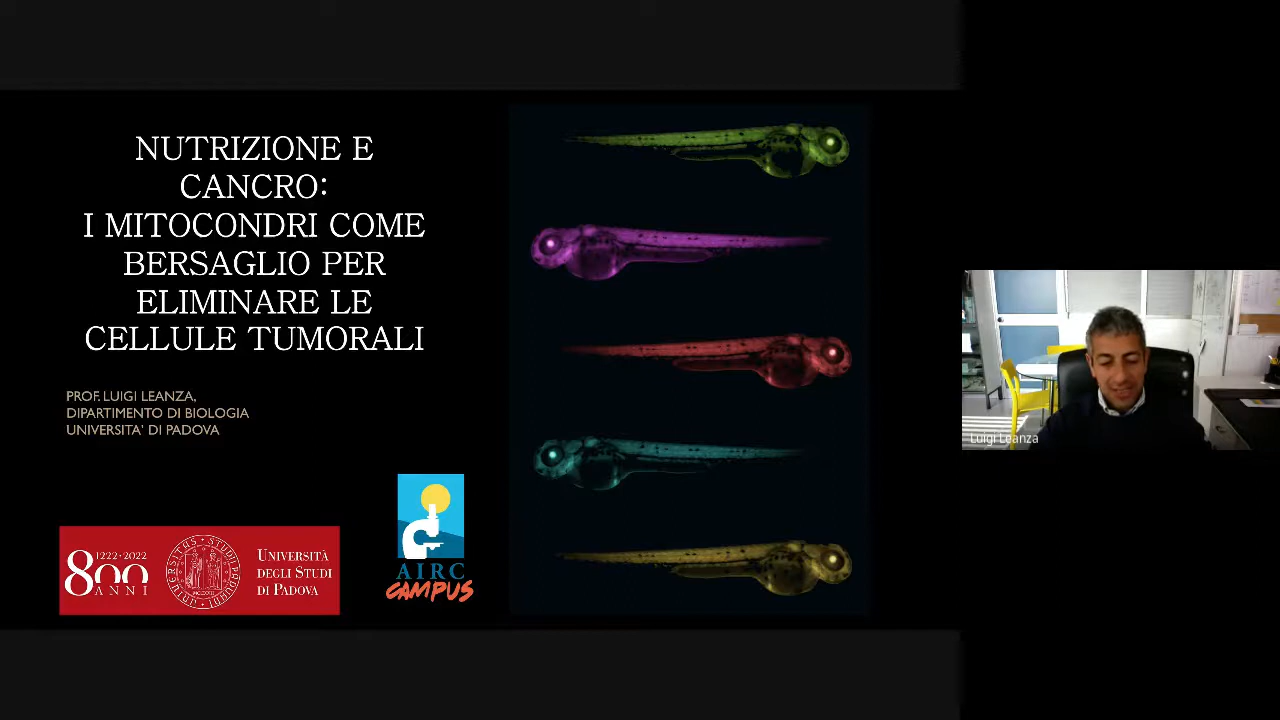 NUTRIZIONE E
CANCRO:
I MITOCONDRI COME
BERSAGLIO PER
ELIMINARE LE
CELLULE TUMORALI
PROF. LUIGI LEANZA,
DIPARTIMENTO DI BIOLOGIA
UNIVERSITA' DI PADOVA
1222·2022
800
ANNI
UNIVERSITÀ
DEGLI STUDI
DI PADOVA
AIRC
CAMPUS
Luigi Leanza